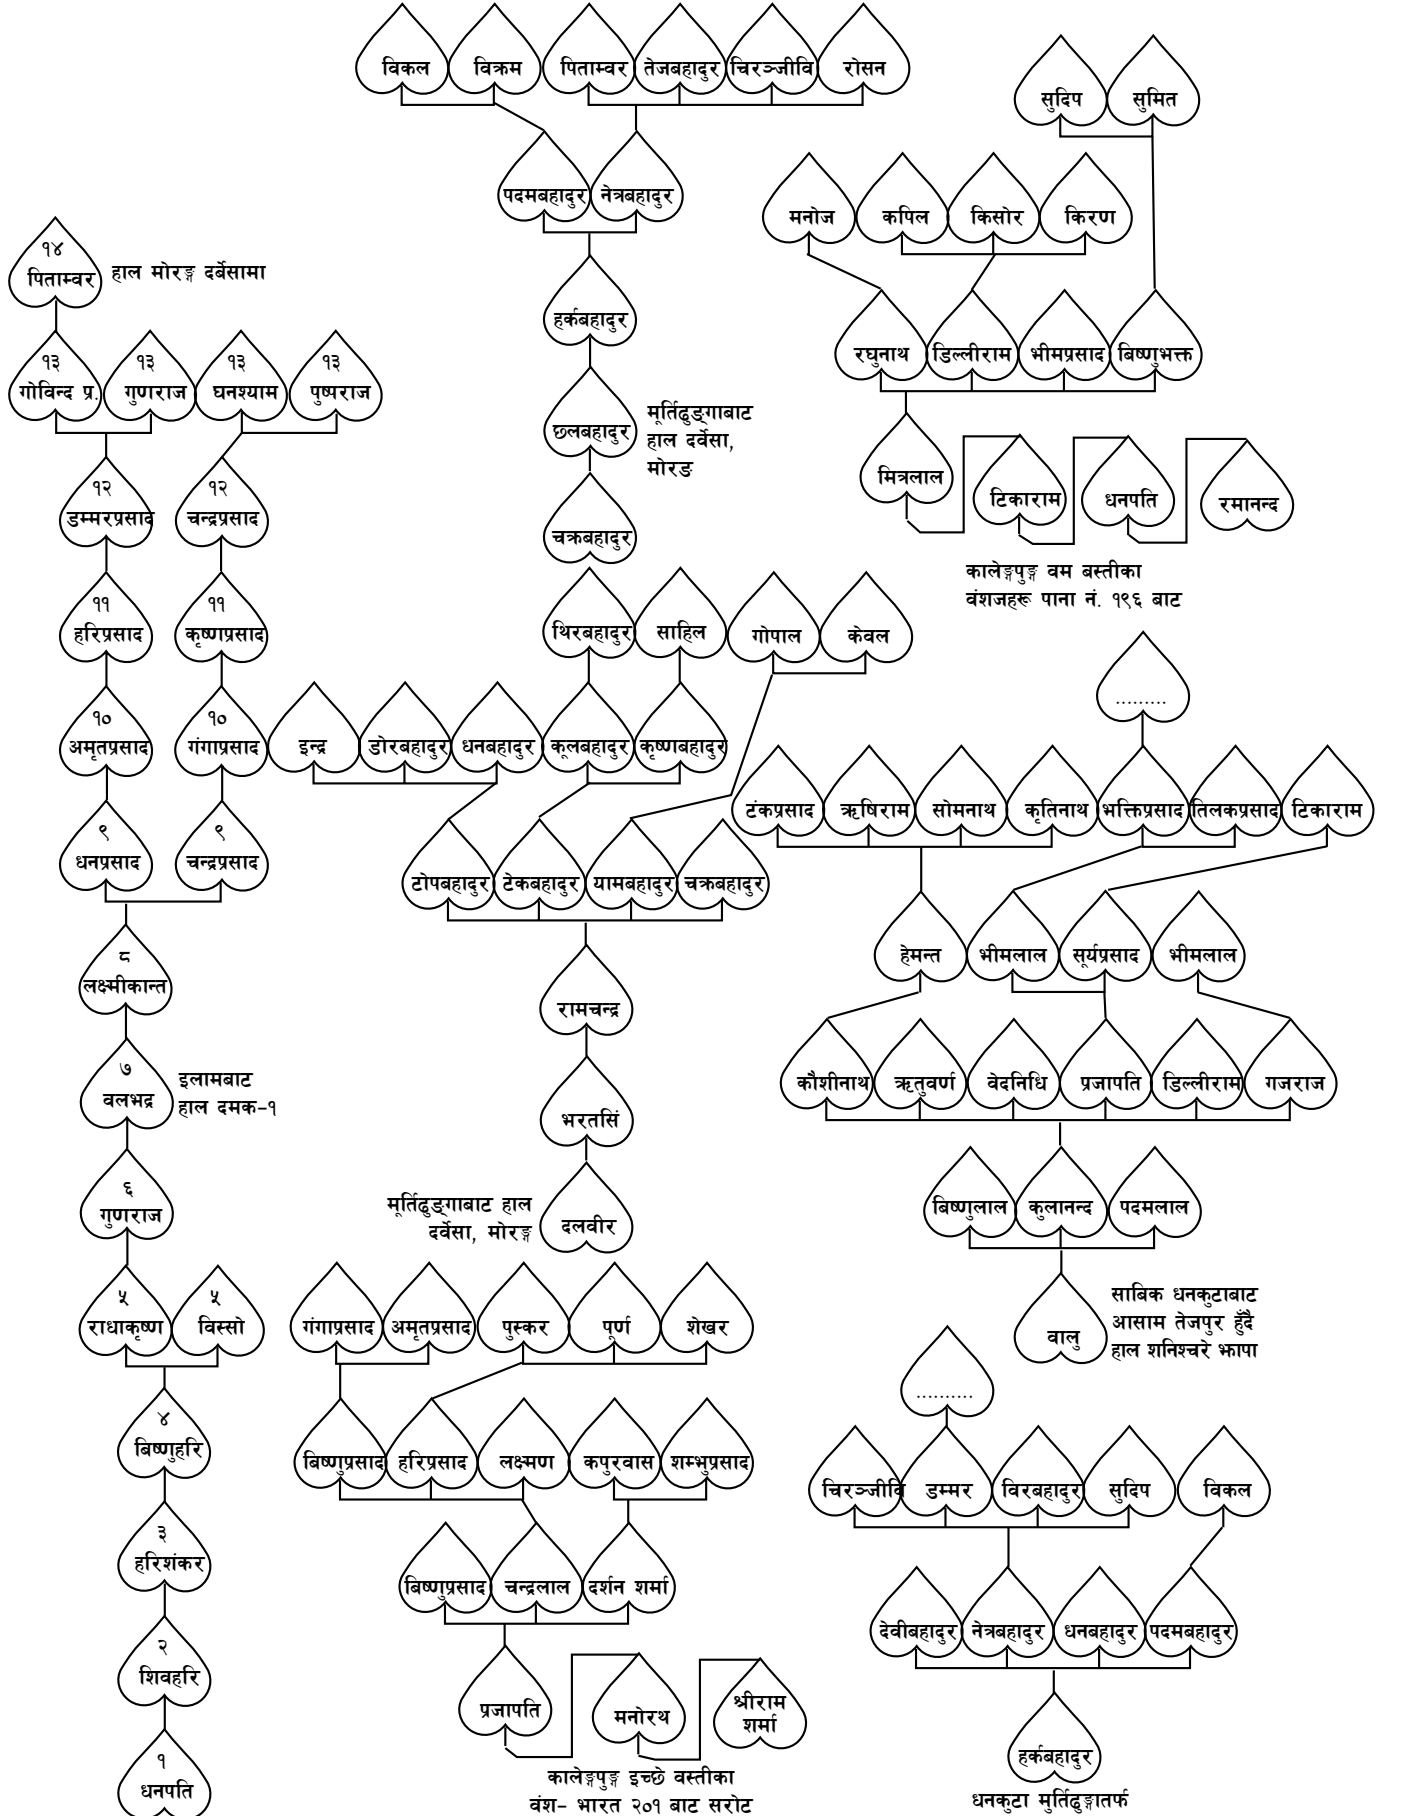 विकल विक्रम पिताम्वर तेजबहादुर चिरञ्जीवि रोसन
सुदिप सुमित
पदमबहादुर नेत्रबहादुर
मनोज कपिल किसोर किरण
१४
पिताम्वर
हाल मोरङ्ग दर्बेसामा
हर्कबहादुर
रघुनाथ डिल्लीराम भीमप्रसाद बिष्णुभक्त
१३ १३ १३ १३
गोविन्द प्र. गुणराज घनश्याम पुष्पराज
छलबहादुर
मूर्तिढुङ्गाबाट
हाल दर्वेसा,
मोरङ
मित्रलाल टिकाराम धनपति रमानन्द
१२ १२
डम्मरप्रसाद चन्द्रप्रसाद
चक्रबहादुर
कालेङ्गपुङ्ग वम बस्तीका
वंशजहरू पाना नं. १९६ बाट
११ ११
हरिप्रसाद कृष्णप्रसाद
थिरबहादुर साहिल गोपाल केवल
.........
१० १०
अमृतप्रसाद गंगाप्रसाद
इन्द्र डोरबहादुर धनबहादुर कूलबहादुर कृष्णबहादुर
टंकप्रसाद ऋषिराम सोमनाथ कृतिनाथ भक्तिप्रसाद तिलकप्रसाद टिकाराम
९ ९
धनप्रसाद चन्द्रप्रसाद
टोपबहादुर टेकबहादुर यामबहादुर चक्रबहादुर
हेमन्त भीमलाल सूर्यप्रसाद भीमलाल
८
लक्ष्मीकान्त
रामचन्द्र
७
वलभद्र
इलामबाट
हाल दमक-१
कौशीनाथ ऋतुवर्ण वेदनिधि प्रजापति डिल्लीराम गजराज
भरतसिं
६
गुणराज
मूर्तिढुङ्गाबाट हाल
दर्वेसा, मोरङ्ग
दलवीर
बिष्णुलाल कुलानन्द पदमलाल
५ ५
राधाकृष्ण विस्सो
गंगाप्रसाद अमृतप्रसाद पुस्कर पूर्ण शेखर
वालु
साबिक धनकुटाबाट
आसाम तेजपुर हुँदै
हाल शनिश्चरे झापा
..........
४
बिष्णुहरि
बिष्णुप्रसाद हरिप्रसाद लक्ष्मण कपुरवास शम्भुप्रसाद
चिरञ्जीवि डम्मर विरबहादुर सुदिप विकल
३
हरिशंकर
बिष्णुप्रसाद चन्द्रलाल दर्शन शर्मा
देवीबहादुर नेत्रबहादुर धनबहादुर पदमबहादुर
२
शिवहरि
प्रजापति मनोरथ श्रीराम
शर्मा
१
धनपति
हर्कबहादुर
कालेङ्गपुङ्ग इच्छे वस्तीका
वंश- भारत २०१ बाट सरोट
धनकुटा मुर्तिढुङ्गातर्फ